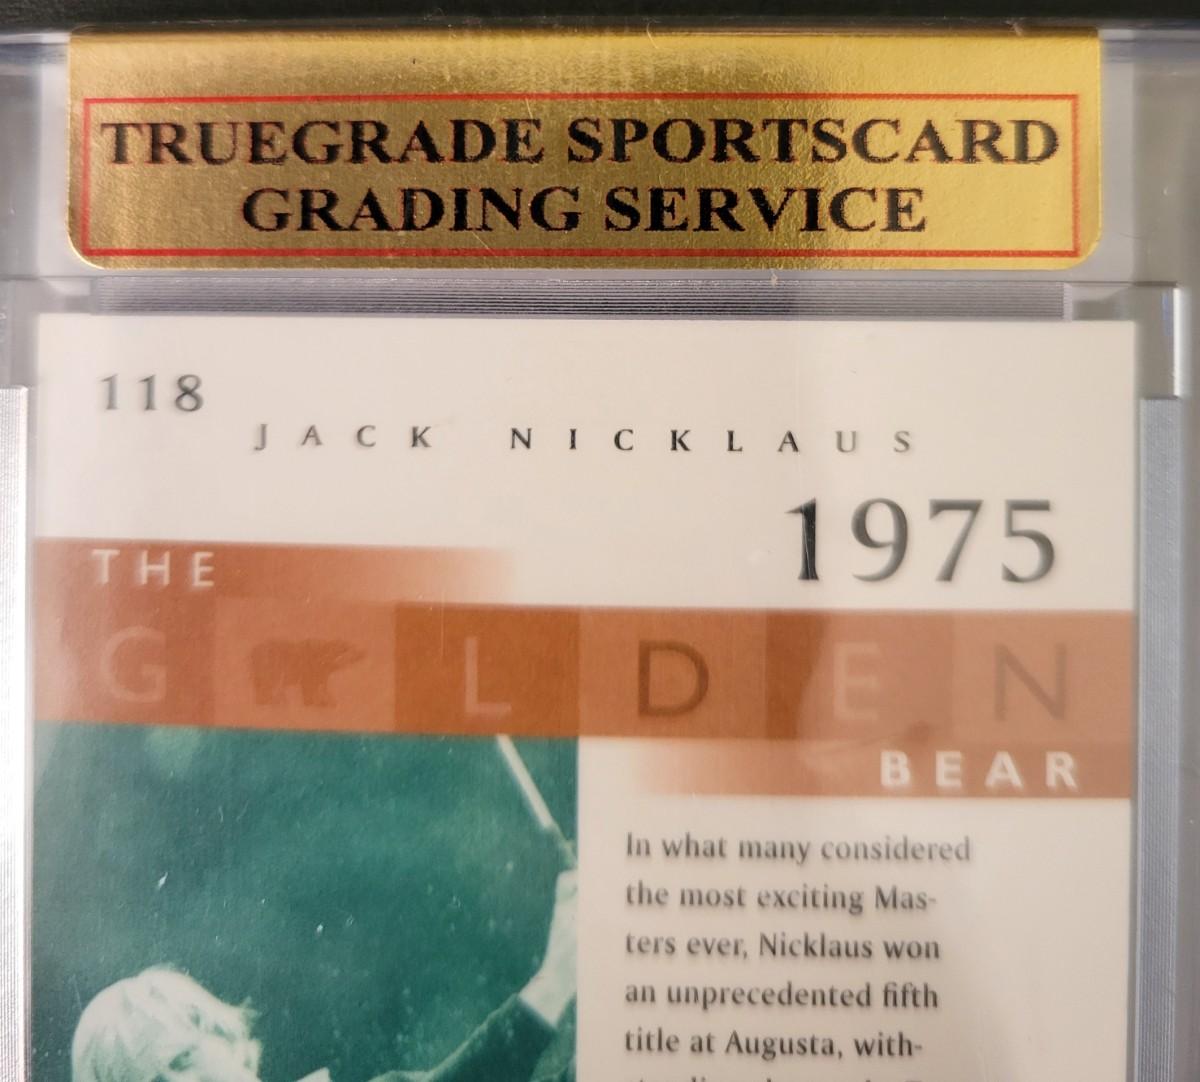 TRUEGRADE SPORTSCARD
GRADING SERVICE
118
JACK NICKLAUS
1975
THE
G LDEN
BEAR
In what many considered
the most exciting Mas-
ters ever, Nicklaus won
an unprecedented fifth
title at Augusta, with-